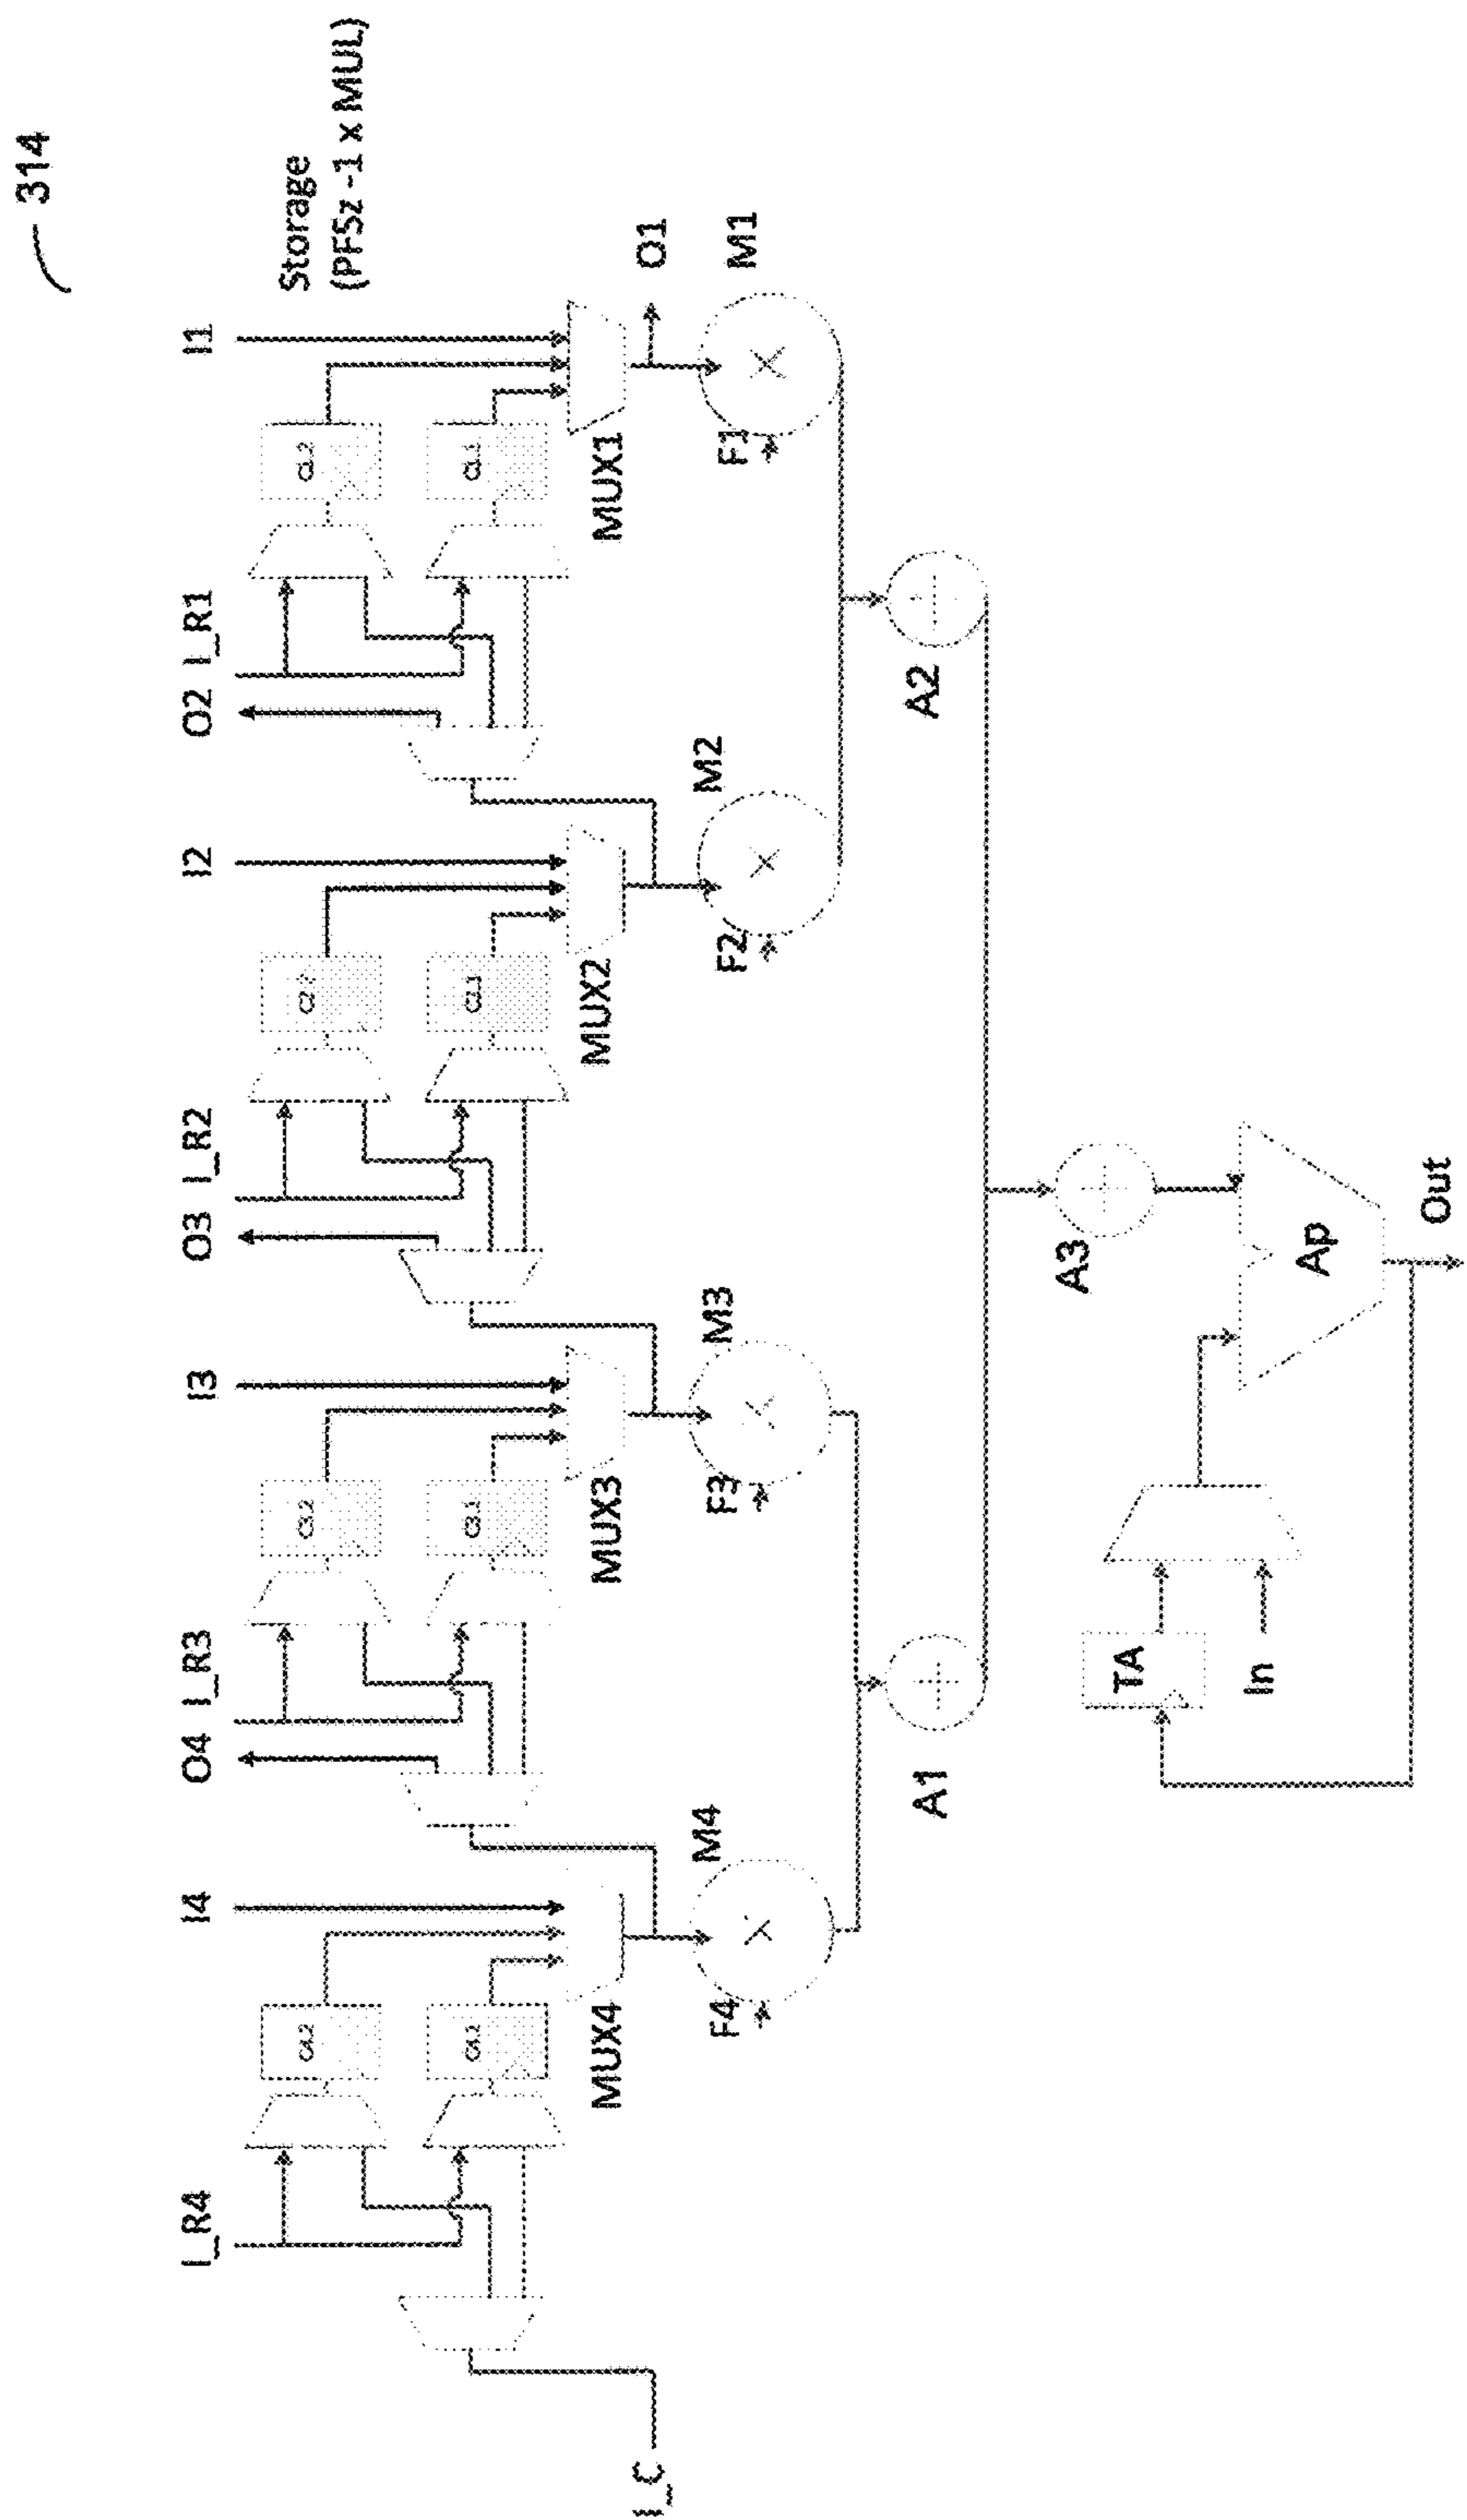 314
Storage
(PFSz -1 x MUL)
I_R4
I4
O4
I_R3
I3
O3
I_R2
I2
O2
I_R1
I1
MUX4
MUX3
MUX2
MUX1
O1
I_C
F4
M4
F3
M3
F2
M2
F1
M1
A1
A2
A3
TA
In
Ap
Out